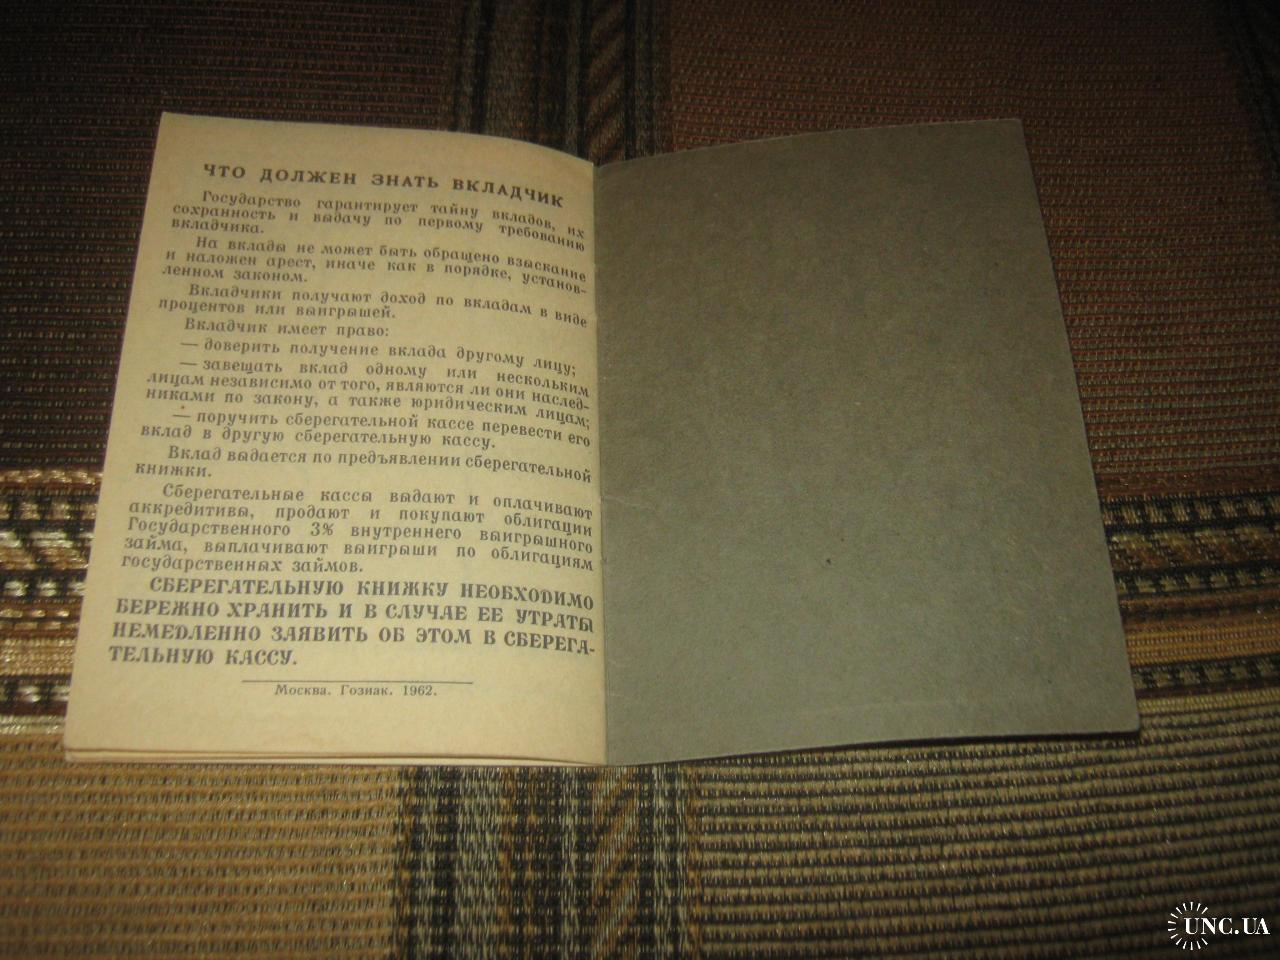 ЧТО ДОЛЖЕН ЗНАТЬ ВКЛАДЧИК
Государство гарантирует тайну вкладов, их
сохранность и выдачу по первому требованию
вкладчика.
На вклады не может быть обращено взыскание
и наложен арест, иначе как в порядке, установ-
ленном законом.
Вкладчики получают доход по вкладам в виде
процентов или выигрышей.
Вкладчик имеет право:
— доверить получение вклада другому лицу;
— завещать вклад одному или нескольким
лицам независимо от того, являются ли они наслед-
никами по закону, а также юридическим лицам;
— поручить сберегательной кассе перевести его
вклад в другую сберегательную кассу.
Вклад выдается по предъявлении сберегательной
книжки.
Сберегательные кассы выдают и оплачивают
аккредитивы, продают и покупают облигации
Государственного 3% внутреннего выигрышного
займа, выплачивают выигрыши по облигациям
государственных займов.
СБЕРЕГАТЕЛЬНУЮ КНИЖКУ НЕОБХОДИМО
БЕРЕЖНО ХРАНИТЬ И В СЛУЧАЕ ЕЕ УТРАТЫ
НЕМЕДЛЕННО ЗАЯВИТЬ ОБ ЭТОМ В СБЕРЕГА-
ТЕЛЬНУЮ КАССУ.
Москва. Гознак. 1962.
UNC.UA